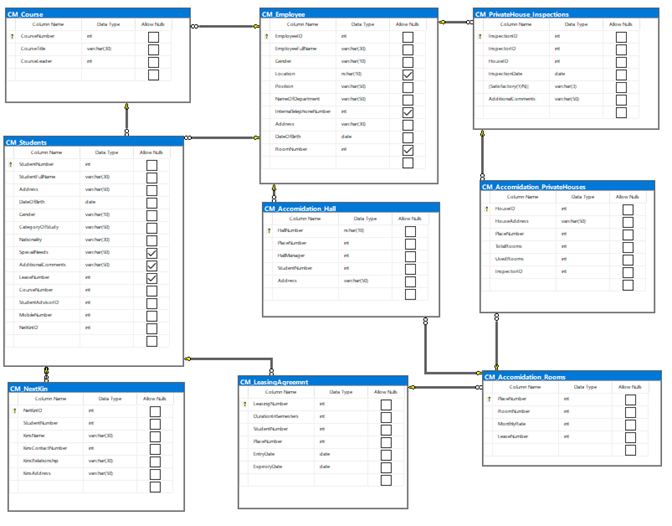 CM_Course
Column Name Data Type Allow Nulls
CourseNumber int
CourseTitle varchar(30)
CourseLeader int
CM_Employee
Column Name Data Type Allow Nulls
EmployeeID int
EmployeeFullName varchar(30)
Gender varchar(10)
Location nchar(10)
Position varchar(50)
NameOfDepartment varchar(50)
InternalTelephoneNumber int
Address varchar(30)
DateOfBirth date
RoomNumber int
CM_PrivateHouse_Inspections
Column Name Data Type Allow Nulls
InspectionID int
InspectorID int
HouseID int
InspectionDate date
[Satisfactory(Y/N)] varchar(3)
AdditionalComments varchar(50)
CM_Students
Column Name Data Type Allow Nulls
StudentNumber int
StudentFullName varchar(30)
Address varchar(50)
DateOfBirth date
Gender varchar(10)
CategoryOfStudy varchar(50)
Nationality varchar(30)
SpecialNeeds varchar(50)
AdditionalComments varchar(50)
LeaseNumber int
CourseNumber int
StudentAdvisorID int
MobileNumber int
NetKinID int
CM_Accomidation_Hall
Column Name Data Type Allow Nulls
HallNumber nchar(10)
PlaceNumber int
HallManager int
StudentNumber int
Address varchar(50)
CM_Accomidation_PrivateHouses
Column Name Data Type Allow Nulls
HouseID int
HouseAddress varchar(50)
PlaceNumber int
TotalRooms int
UsedRooms int
InspectorID int
CM_NextKin
Column Name Data Type Allow Nulls
NetKinID int
StudentNumber int
KinsName varchar(30)
KinsContactNumber int
KinsRelationship varchar(30)
KinsAddress varchar(50)
CM_LeasingAgreemnt
Column Name Data Type Allow Nulls
LeasingNumber int
DurationInSemesters int
StudentNumber int
PlaceNumber int
EntryDate date
ExpiroryDate date
CM_Accomidation_Rooms
Column Name Data Type Allow Nulls
PlaceNumber int
RoomNumber int
MonthlyRate int
LeaseNumber int